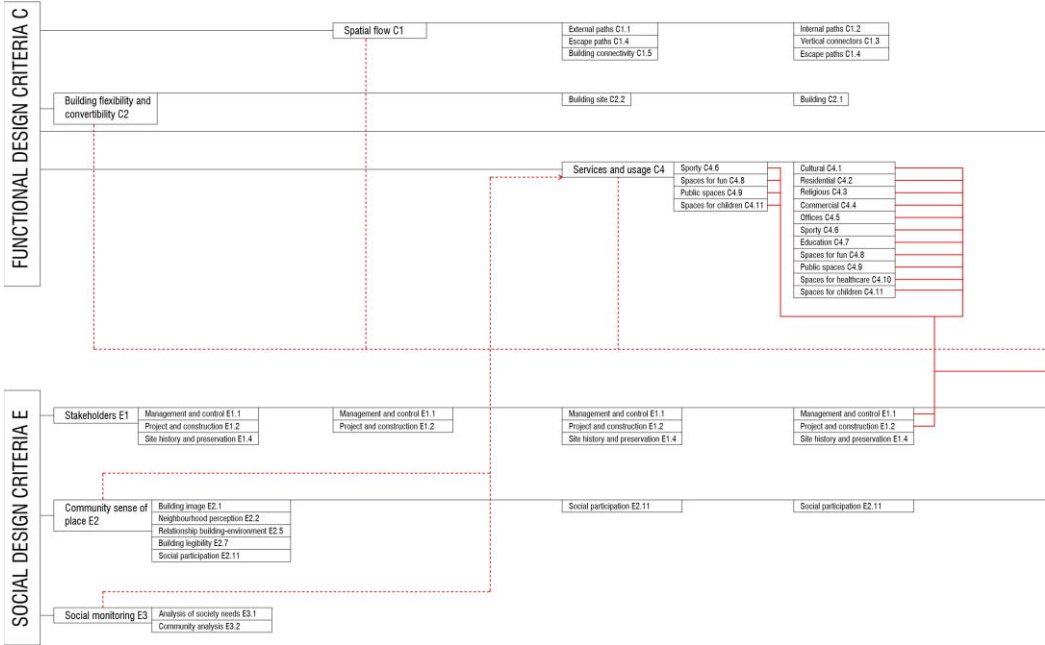 FUNCTIONAL DESIGN CRITERIA C
Spatial flow C1
External paths C1.1
Escape paths C1.4
Building connectivity C1.5
Internal paths C1.2
Vertical connectors C1.3
Escape paths C1.4
Building flexibility and
convertibility C2
Building site C2.2
Building C2.1
Services and usage C4
Sporty C4.6
Spaces for fun C4.8
Public spaces C4.9
Spaces for children C4.11
Cultural C4.1
Residential C4.2
Religious C4.3
Commercial C4.4
Offices C4.5
Sporty C4.6
Education C4.7
Spaces for fun C4.8
Public spaces C4.9
Spaces for healthcare C4.10
Spaces for children C4.11
SOCIAL DESIGN CRITERIA E
Stakeholders E1
Management and control E1.1
Project and construction E1.2
Site history and preservation E1.4
Management and control E1.1
Project and construction E1.2
Management and control E1.1
Project and construction E1.2
Site history and preservation E1.4
Management and control E1.1
Project and construction E1.2
Site history and preservation E1.4
Community sense of
place E2
Building image E2.1
Neighbourhood perception E2.2
Relationship building-environment E2.5
Building legibility E2.7
Social participation E2.11
Social participation E2.11
Social participation E2.11
Social monitoring E3
Analysis of society needs E3.1
Community analysis E3.2